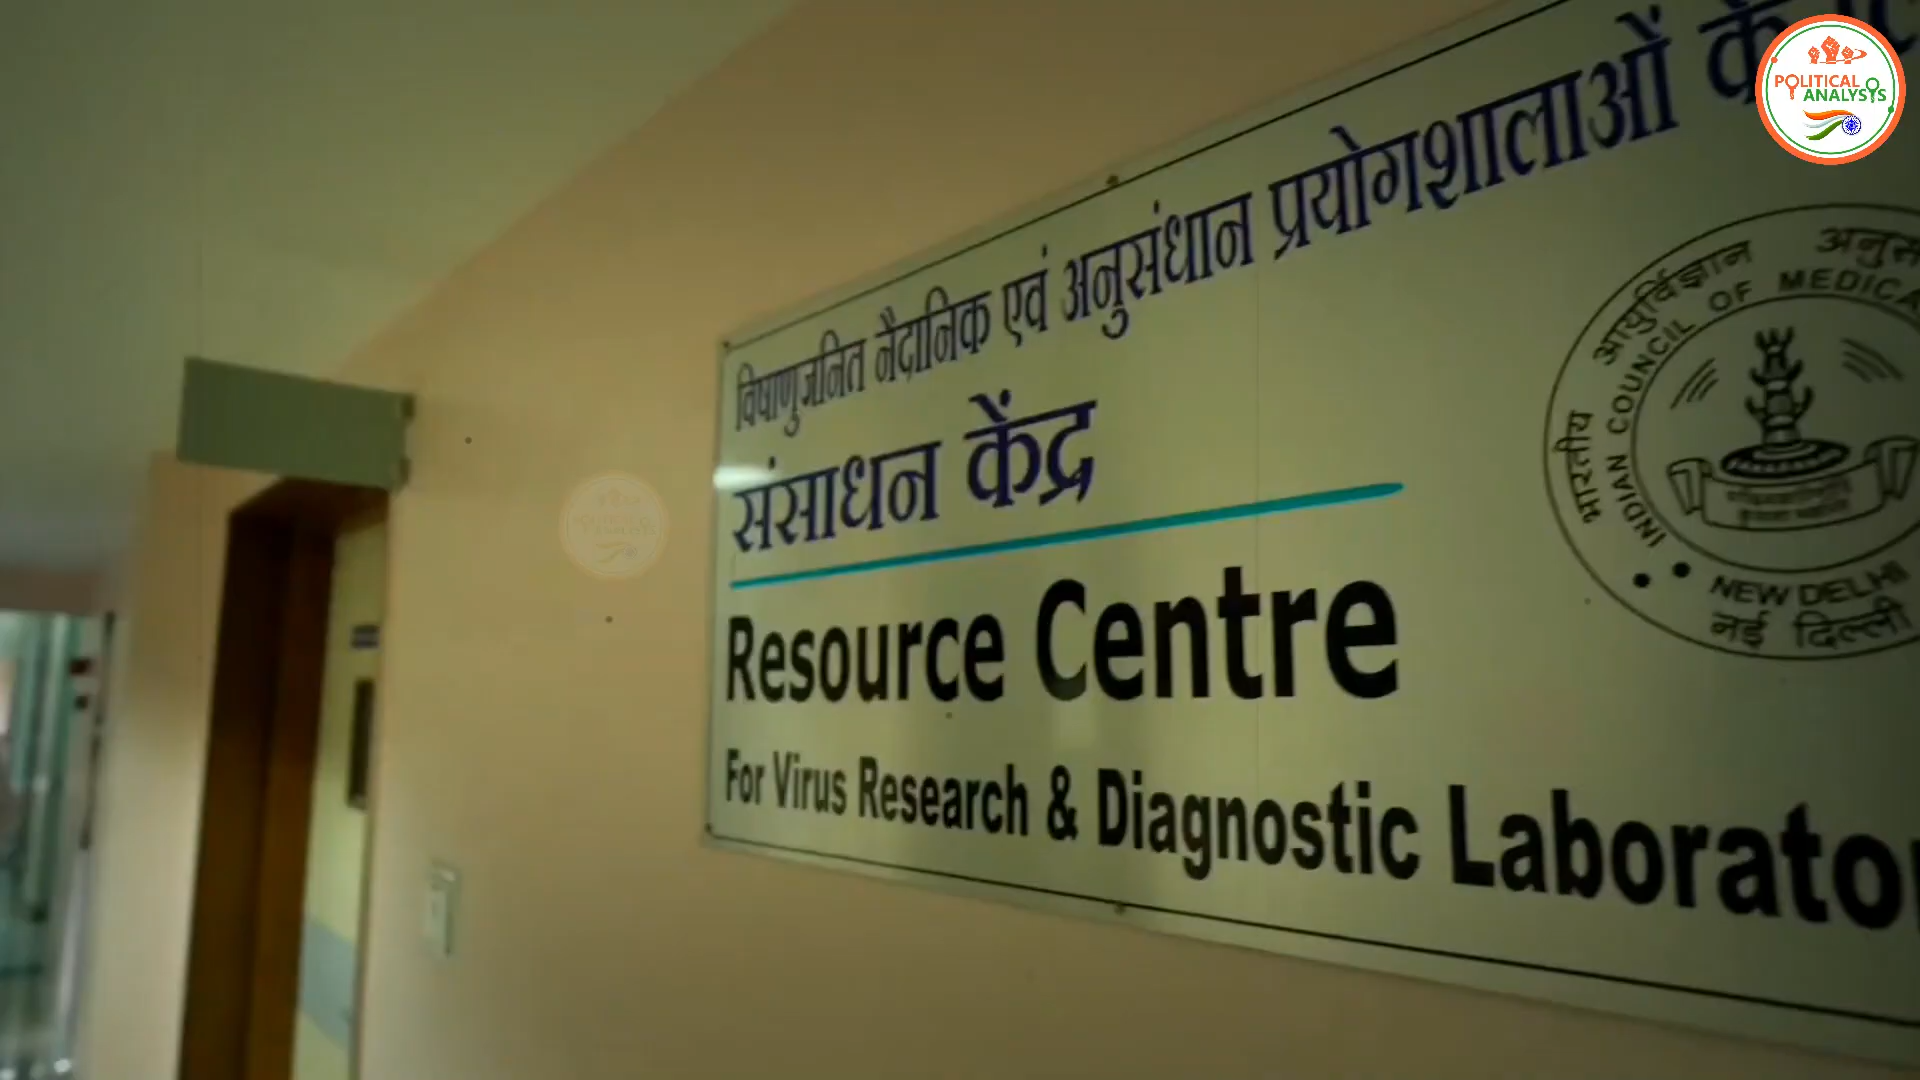 विषाणुजनित नैदानिक एवं अनुसंधान प्रयोगशालाओं के
संसाधन केंद्र
Resource Centre
For Virus Research & Diagnostic Laborato
भारतीय आयुर्विज्ञान अनुसं
INDIAN COUNCIL OF MEDICA
NEW DELHI
नई दिल्ली
POLITICAL
ANALYSIS